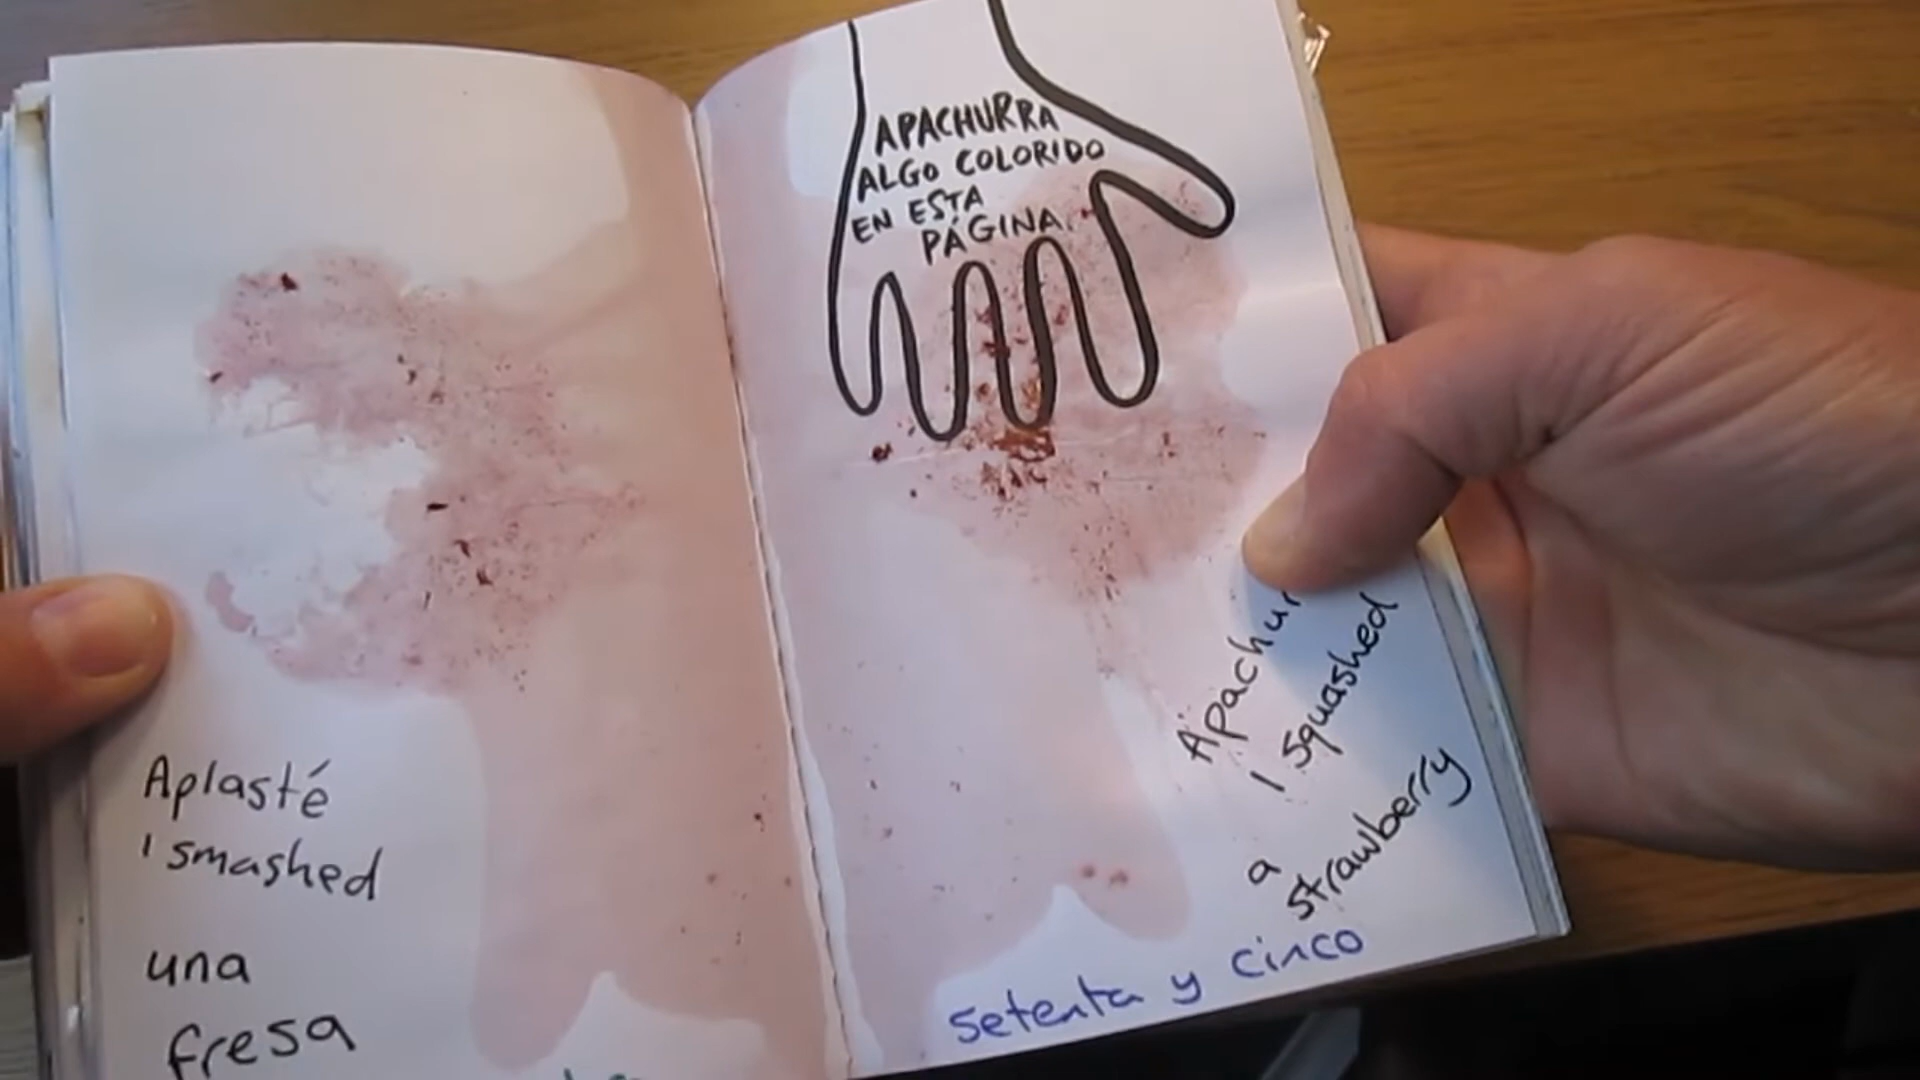 Aplasté
I smashed
una
fresa
APACHURRA
ALGO COLORIDO
EN ESTA
PÁGINA.
I squashed
a
strawberry
setenta y cinco